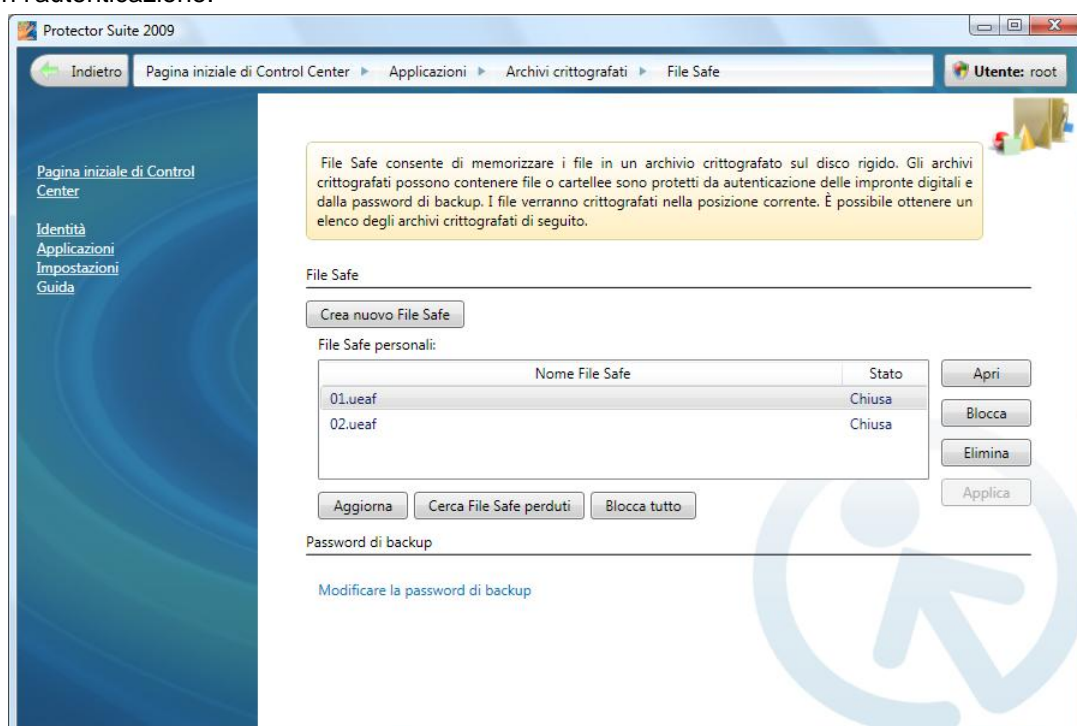 l'autenticazione.
Protector Suite 2009
Indietro Pagina iniziale di Control Center Applicazioni Archivi crittografati File Safe Utente: root
Pagina iniziale di Control
Center
Identità
Applicazioni
Impostazioni
Guida
File Safe consente di memorizzare i file in un archivio crittografato sul disco rigido. Gli archivi
crittografati possono contenere file o cartellee sono protetti da autenticazione delle impronte digitali e
dalla password di backup. I file verranno crittografati nella posizione corrente. È possibile ottenere un
elenco degli archivi crittografati di seguito.
File Safe
Crea nuovo File Safe
File Safe personali:
Nome File Safe Stato
01.ueaf Chiusa
02.ueaf Chiusa
Apri
Blocca
Elimina
Applica
Aggiorna Cerca File Safe perduti Blocca tutto
Password di backup
Modificare la password di backup